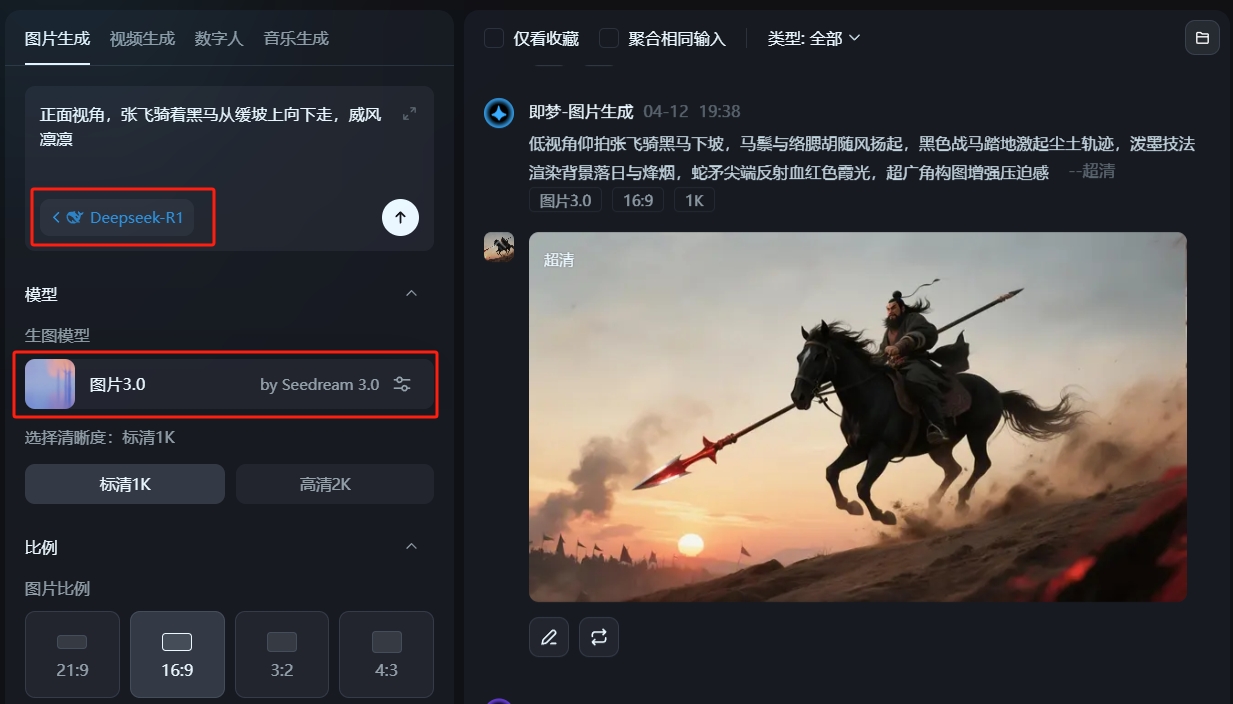 图片生成 视频生成 数字人 音乐生成
正面视角，张飞骑着黑马从缓坡上向下走，威风
凛凛
Deepseek-R1
模型
生图模型
图片3.0 by Seedream 3.0
选择清晰度：标清1K
标清1K 高清2K
比例
图片比例
21:9 16:9 3:2 4:3
仅看收藏 聚合相同输入 类型: 全部
即梦-图片生成 04-12 19:38
低视角仰拍张飞骑黑马下坡，马鬃与络腮胡随风扬起，黑色战马踏地激起尘土轨迹，泼墨技法
渲染背景落日与烽烟，蛇矛尖端反射血红色霞光，超广角构图增强压迫感 --超清
图片3.0 16:9 1K
超清